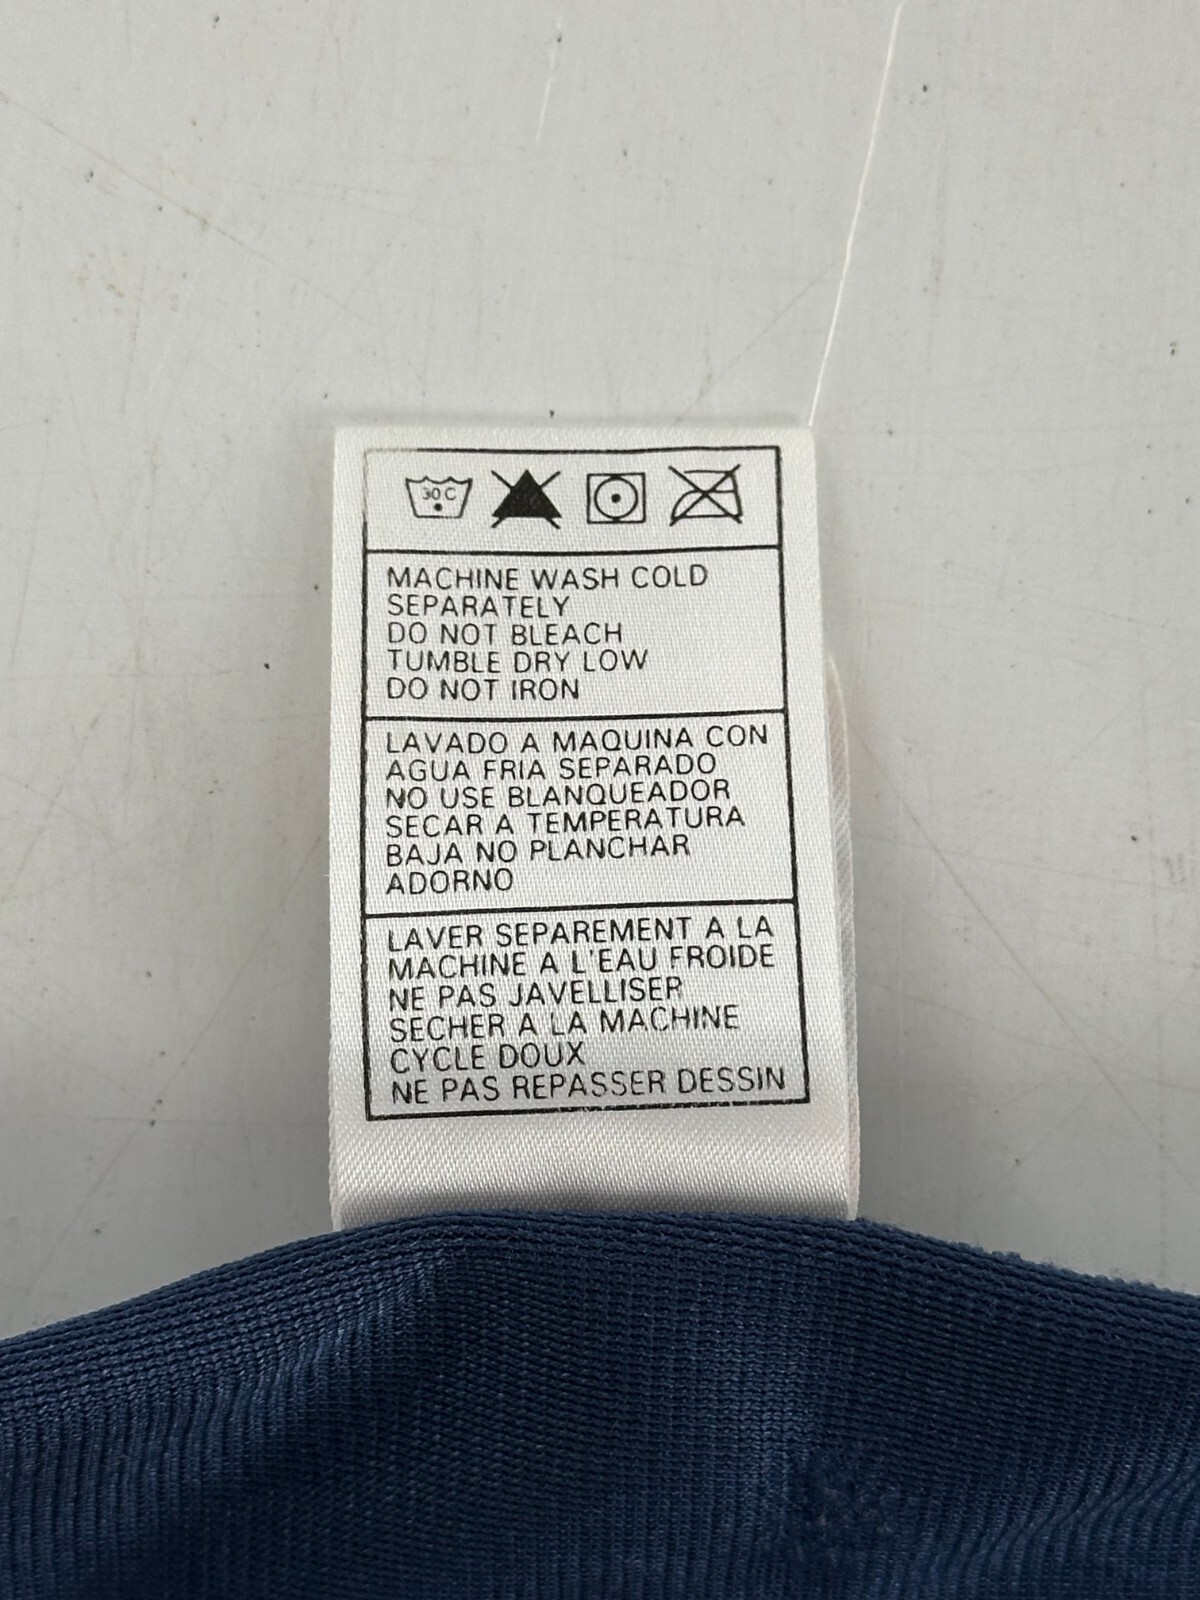 30 C
MACHINE WASH COLD
SEPARATELY
DO NOT BLEACH
TUMBLE DRY LOW
DO NOT IRON
LAVADO A MAQUINA CON
AGUA FRIA SEPARADO
NO USE BLANQUEADOR
SECAR A TEMPERATURA
BAJA NO PLANCHAR
ADORNO
LAVER SEPAREMENT A LA
MACHINE A L'EAU FROIDE
NE PAS JAVELLISER
SECHER A LA MACHINE
CYCLE DOUX
NE PAS REPASSER DESSIN